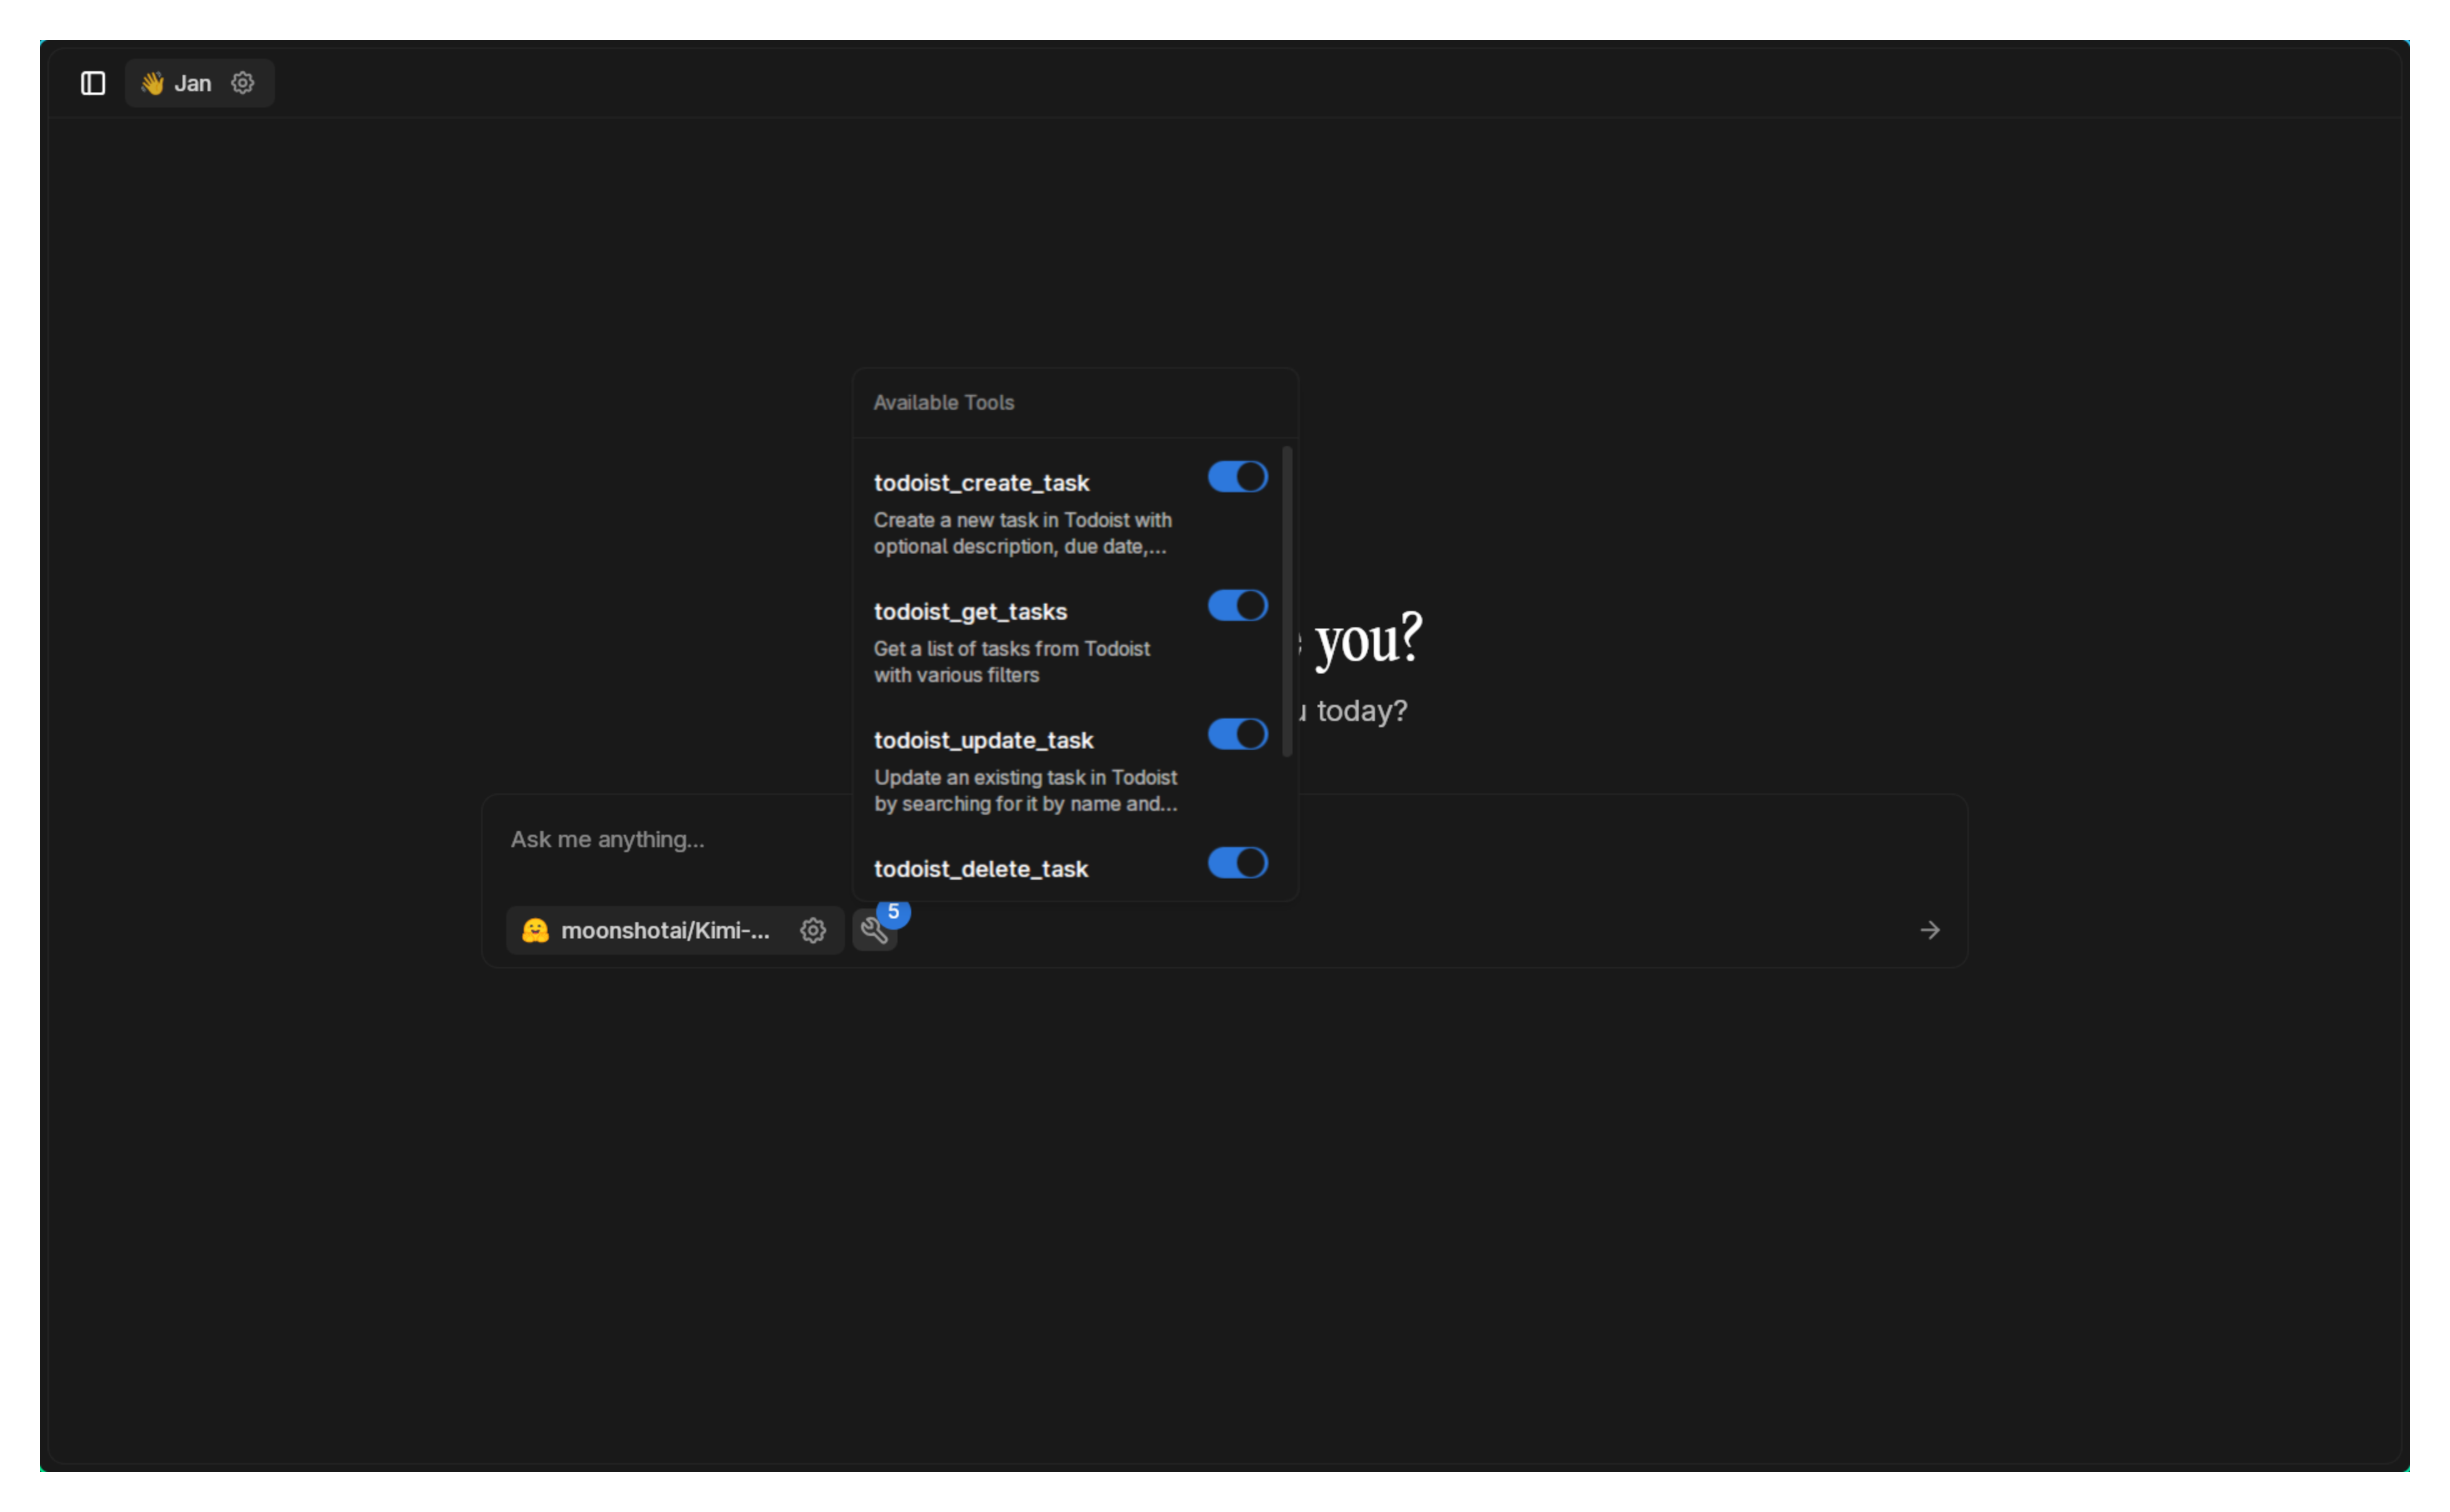 Jan
Available Tools
todoist_create_task
Create a new task in Todoist with
optional description, due date,...
todoist_get_tasks
Get a list of tasks from Todoist
with various filters
you?
today?
todoist_update_task
Update an existing task in Todoist
by searching for it by name and...
Ask me anything...
todoist_delete_task
5
moonshotai/Kimi-...